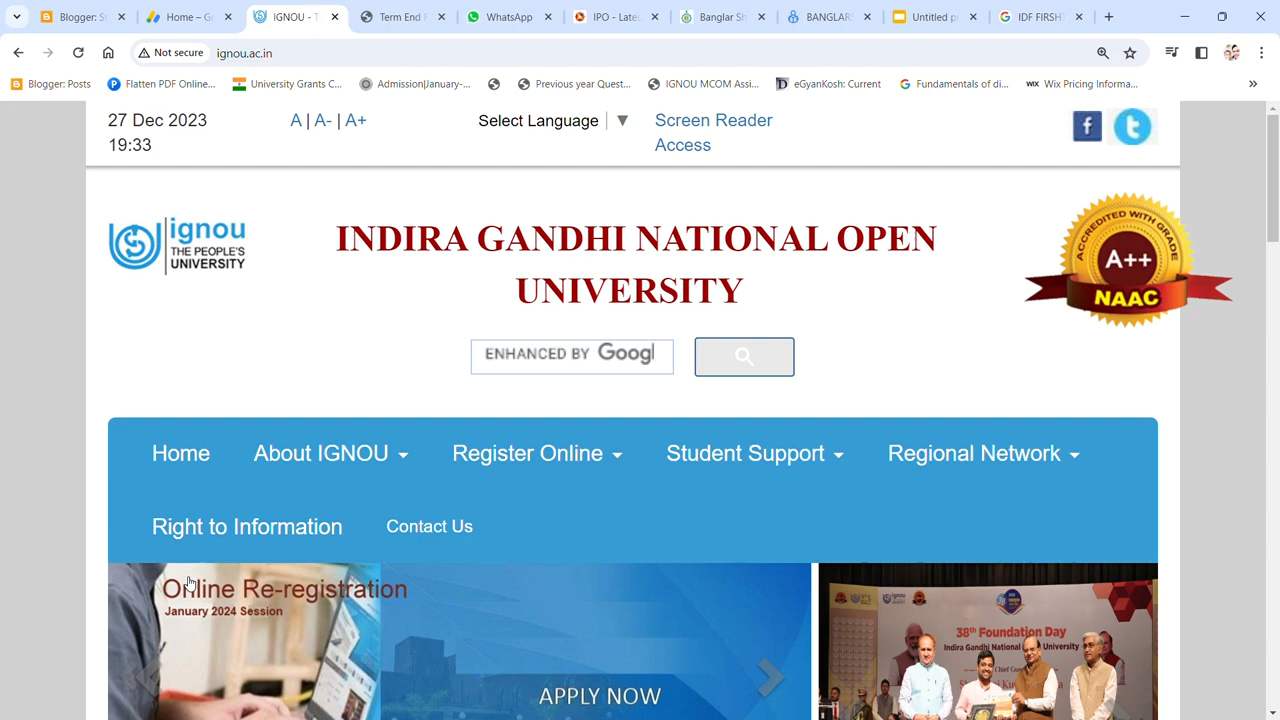 Blogger: S
Home – G
IGNOU - T
Term End
WhatsApp
IPO - Late
Banglar S
BANGLAR
Untitled p
IDF FIRSH
Not secure
ignou.ac.in
Blogger: Posts
Flatten PDF Online...
University Grants C...
AdmissionJanuary-...
Previous year Quest...
IGNOU MCOM Assi...
eGyanKosh: Current
Fundamentals of di...
WIX Wix Pricing Informa...
27 Dec 2023
19:33
A | A- | A+
Select Language ▼
Screen Reader
Access
ignou
THE PEOPLE'S
UNIVERSITY
INDIRA GANDHI NATIONAL OPEN
UNIVERSITY
ACCREDITED WITH GRADE
A++
NAAC
ENHANCED BY Googl
Home
About IGNOU
Register Online
Student Support
Regional Network
Right to Information
Contact Us
Online Re-registration
January 2024 Session
APPLY NOW
38th Foundation Day
Indira Gandhi National University
Chief Gu